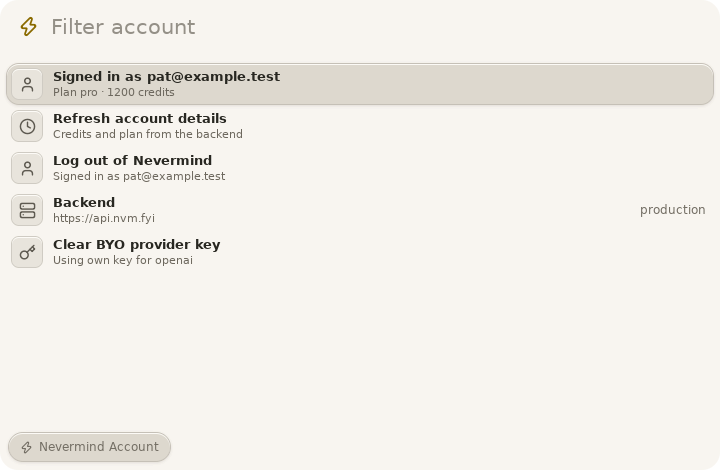 Filter account
Signed in as pat@example.test
Plan pro · 1200 credits
Refresh account details
Credits and plan from the backend
Log out of Nevermind
Signed in as pat@example.test
Backend
https://api.nvm.fyi
production
Clear BYO provider key
Using own key for openai
Nevermind Account